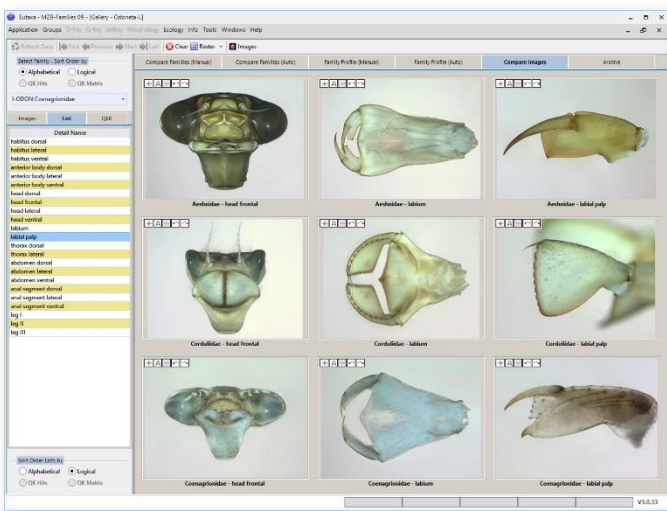 Eutaxa - MZB-Families 09 - [Gallery - Odonata-L]
Application Groups O-Key G-Key Gallery Morphology Ecology Info Tools Windows Help
Refresh Data First Previous Next Last Clear Raster Images
Select Family - Sort Order by
Alphabetical Logical
QK Hits QK Matrix
I-ODON Coenagrionidae
Images List QSR
Detail Name
habitus dorsal
habitus lateral
habitus ventral
anterior body dorsal
anterior body lateral
anterior body ventral
head dorsal
head frontal
head lateral
head ventral
labium
labial palp
thorax dorsal
thorax lateral
abdomen dorsal
abdomen lateral
abdomen ventral
anal segment dorsal
anal segment lateral
anal segment ventral
leg I
leg II
leg III
Sort Order Lists by
Alphabetical Logical
QK Hits QK Matrix
Compare Families (Manual) Compare Families (Auto) Family Profile (Manual) Family Profile (Auto) Compare Images Archive
Aeshnidae - head frontal Aeshnidae - labium Aeshnidae - labial palp
Corduliidae - head frontal Corduliidae - labium Corduliidae - labial palp
Coenagrionidae - head frontal Coenagrionidae - labium Coenagrionidae - labial palp
V3.0.33